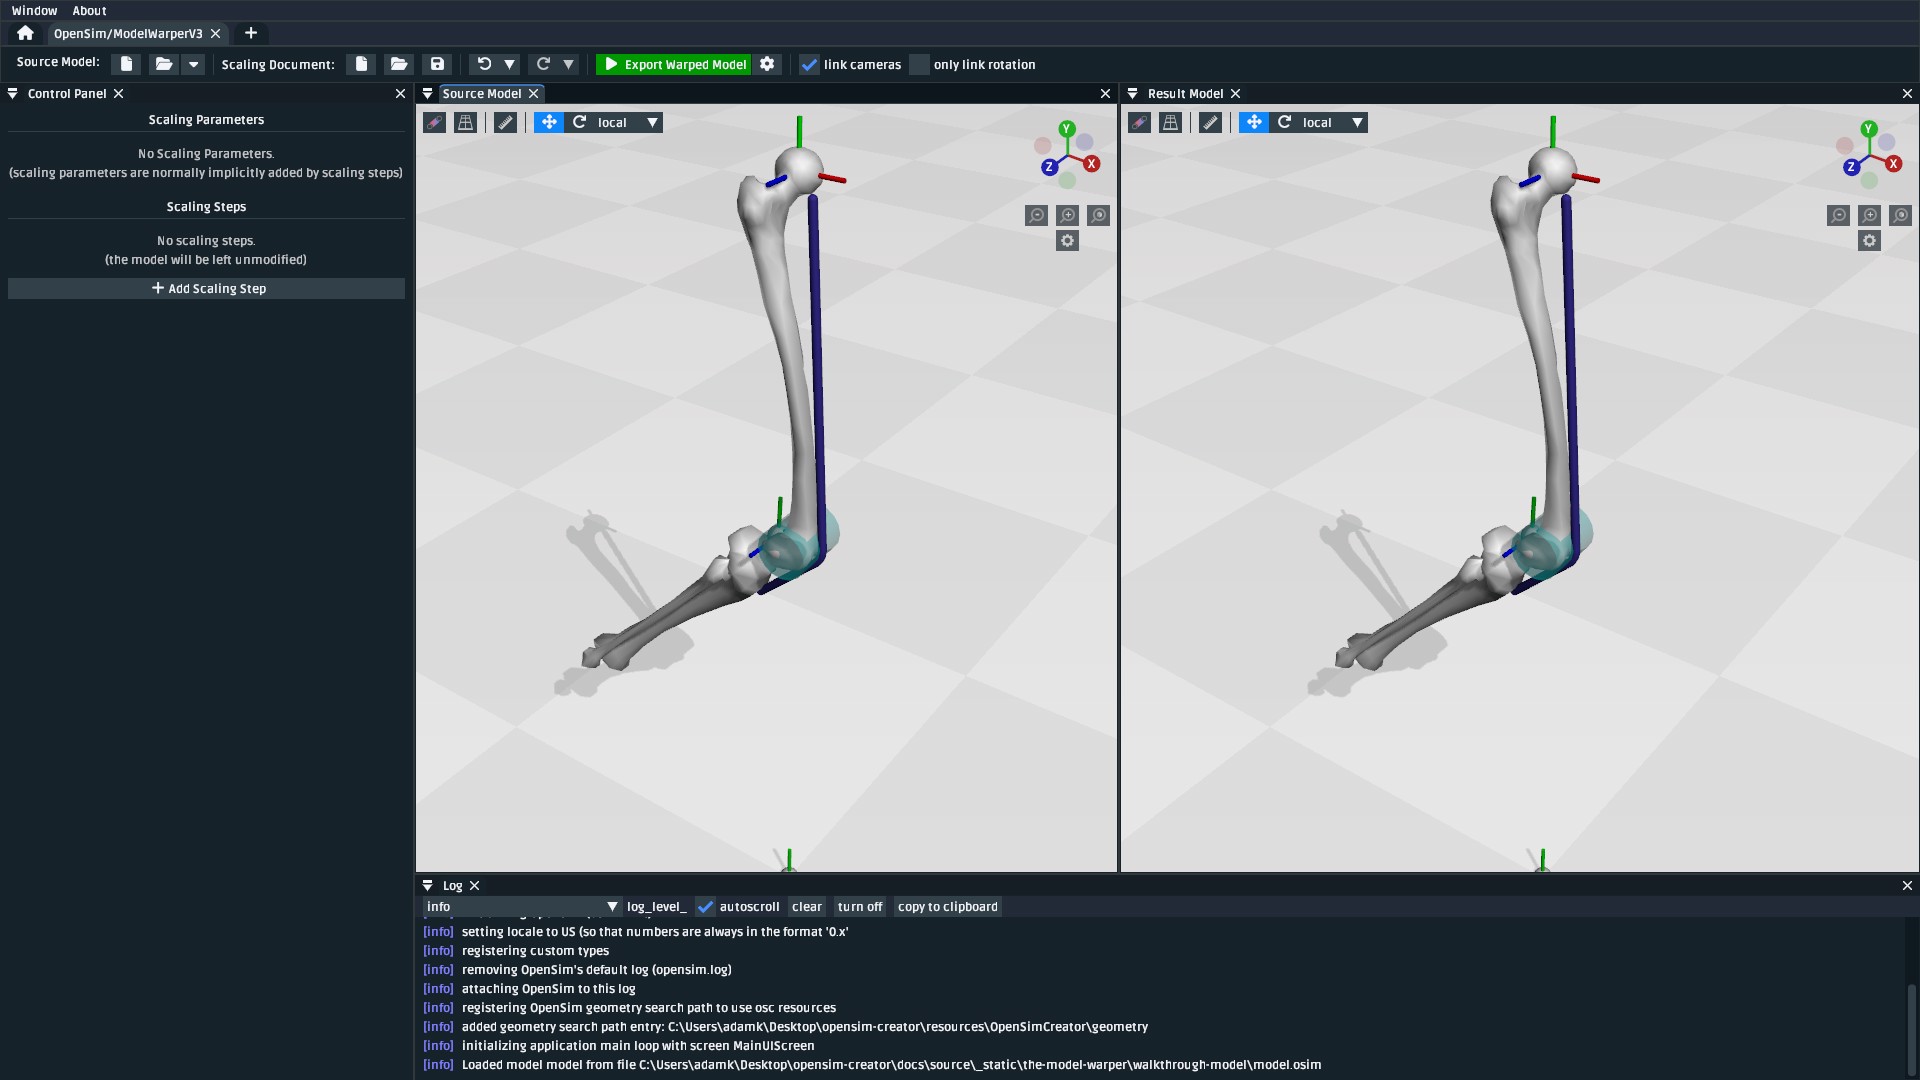 Window About
OpenSim/ModelWarperV3
Source Model: Scaling Document: Export Warped Model link cameras only link rotation
Control Panel
Scaling Parameters
No Scaling Parameters.
(scaling parameters are normally implicitly added by scaling steps)
Scaling Steps
No scaling steps.
(the model will be left unmodified)
Add Scaling Step
Source Model
local
Y
Z X
Result Model
local
Y
Z X
Log
info log_level_ autoscroll clear turn off copy to clipboard
[info] setting locale to US (so that numbers are always in the format '0.x'
[info] registering custom types
[info] removing OpenSim's default log (opensim.log)
[info] attaching OpenSim to this log
[info] registering OpenSim geometry search path to use osc resources
[info] added geometry search path entry: C:\Users\adamk\Desktop\opensim-creator\resources\OpenSimCreator\geometry
[info] initializing application main loop with screen MainUIScreen
[info] Loaded model model from file C:\Users\adamk\Desktop\opensim-creator\docs\source\_static\the-model-warper\walkthrough-model\model.osim